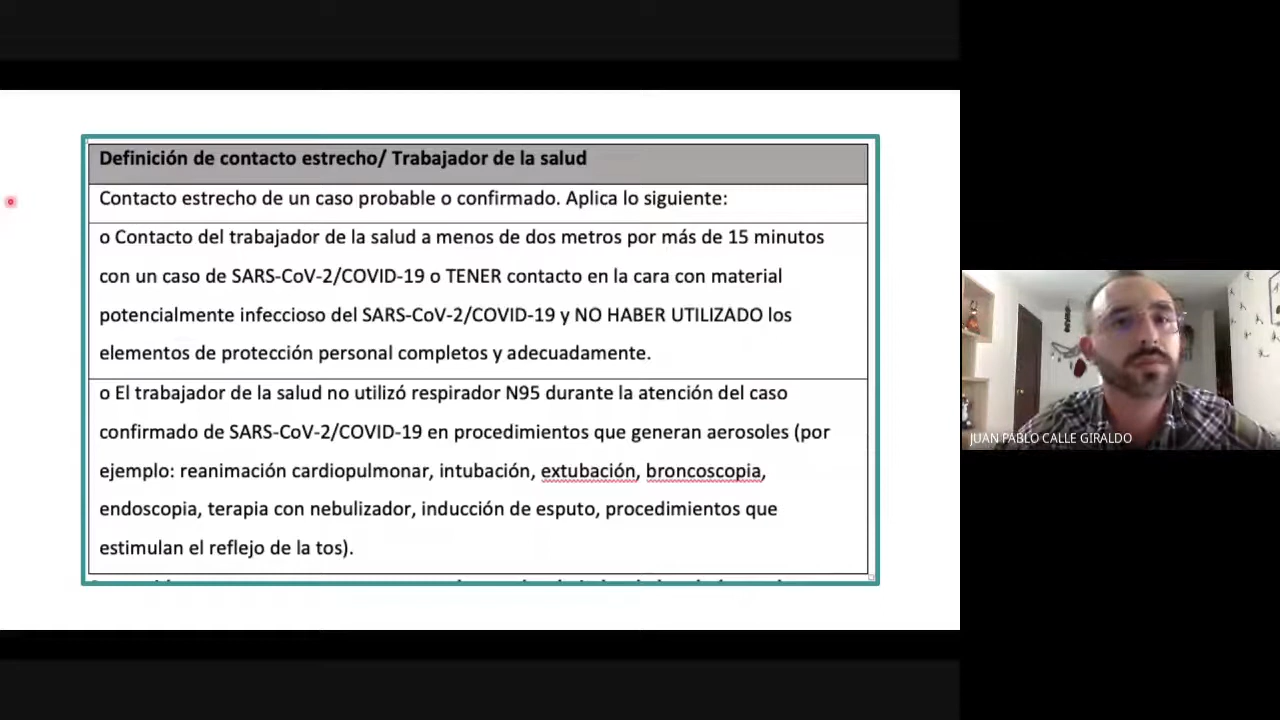 Definición de contacto estrecho/ Trabajador de la salud
Contacto estrecho de un caso probable o confirmado. Aplica lo siguiente:
o Contacto del trabajador de la salud a menos de dos metros por más de 15 minutos
con un caso de SARS-CoV-2/COVID-19 o TENER contacto en la cara con material
potencialmente infeccioso del SARS-CoV-2/COVID-19 y NO HABER UTILIZADO los
elementos de protección personal completos y adecuadamente.
o El trabajador de la salud no utilizó respirador N95 durante la atención del caso
confirmado de SARS-CoV-2/COVID-19 en procedimientos que generan aerosoles (por
ejemplo: reanimación cardiopulmonar, intubación, extubación, broncoscopia,
endoscopia, terapia con nebulizador, inducción de esputo, procedimientos que
estimulan el reflejo de la tos).
JUAN PABLO CALLE GIRALDO